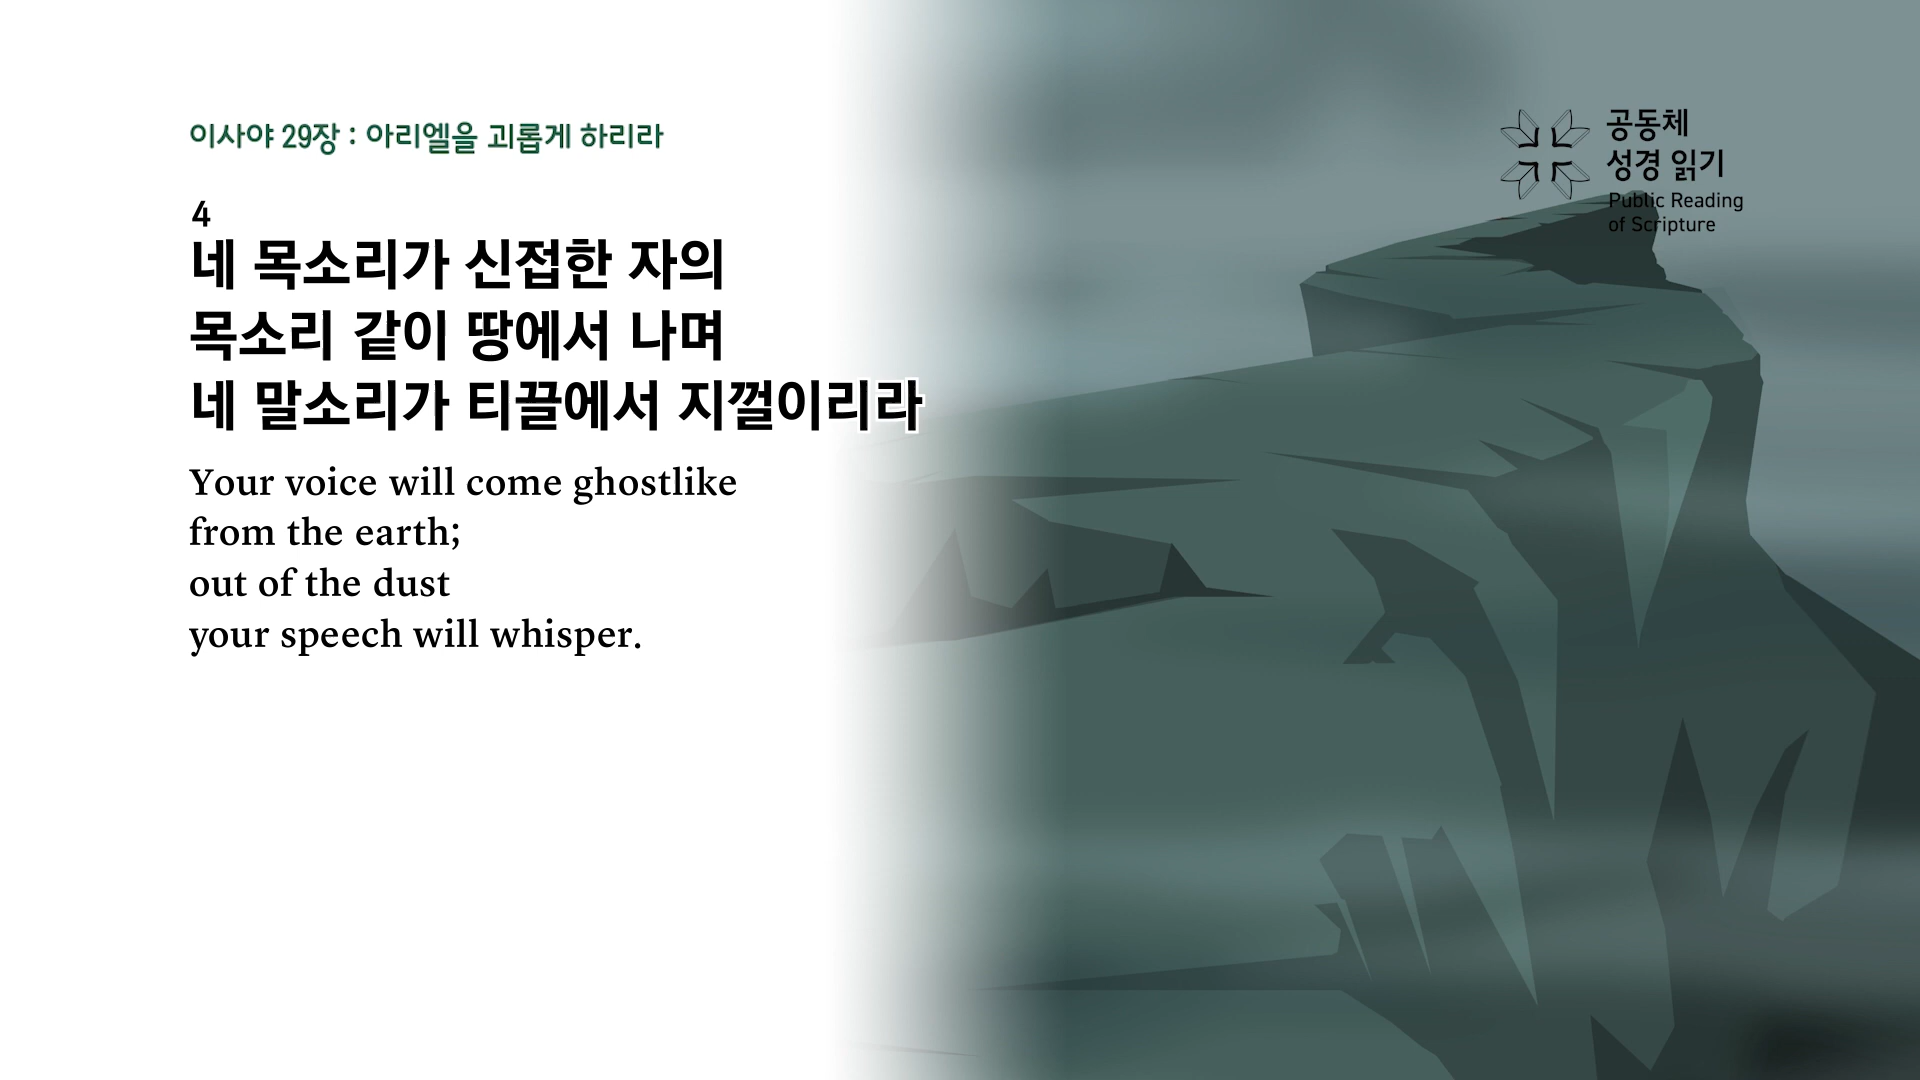 이사야 29장 : 아리엘을 괴롭게 하리라
4
네 목소리가 신접한 자의
목소리 같이 땅에서 나며
네 말소리가 티끌에서 지껄이리라
Your voice will come ghostlike
from the earth;
out of the dust
your speech will whisper.
공동체
성경 읽기
Public Reading
of Scripture